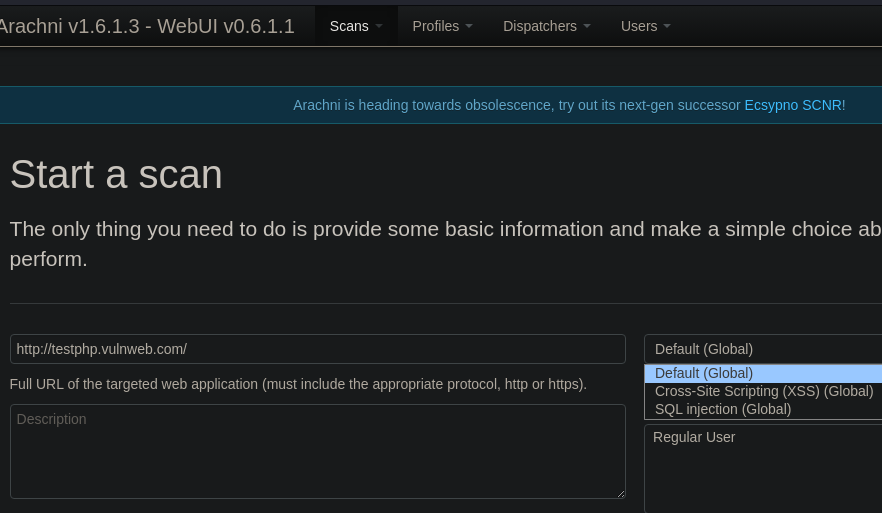 Arachni v1.6.1.3 - WebUI v0.6.1.1 Scans Profiles Dispatchers Users
Arachni is heading towards obsolescence, try out its next-gen successor Ecsypno SCNR!
Start a scan
The only thing you need to do is provide some basic information and make a simple choice ab
perform.
http://testphp.vulnweb.com/
Full URL of the targeted web application (must include the appropriate protocol, http or https).
Description
Default (Global)
Default (Global)
Cross-Site Scripting (XSS) (Global)
SQL injection (Global)
Regular User